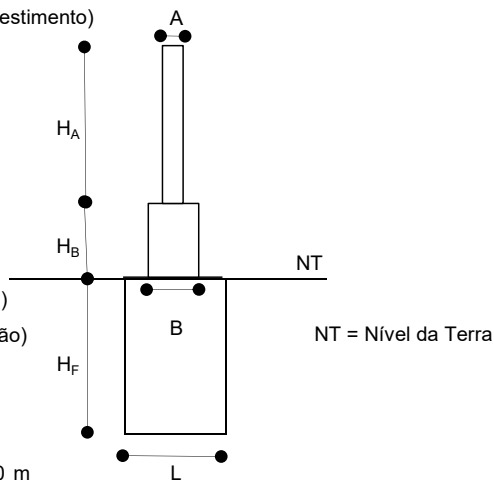 estimento)
A
H_A
H_B
NT
)
ão)
B
NT = Nível da Terra
H_F
0 m
L